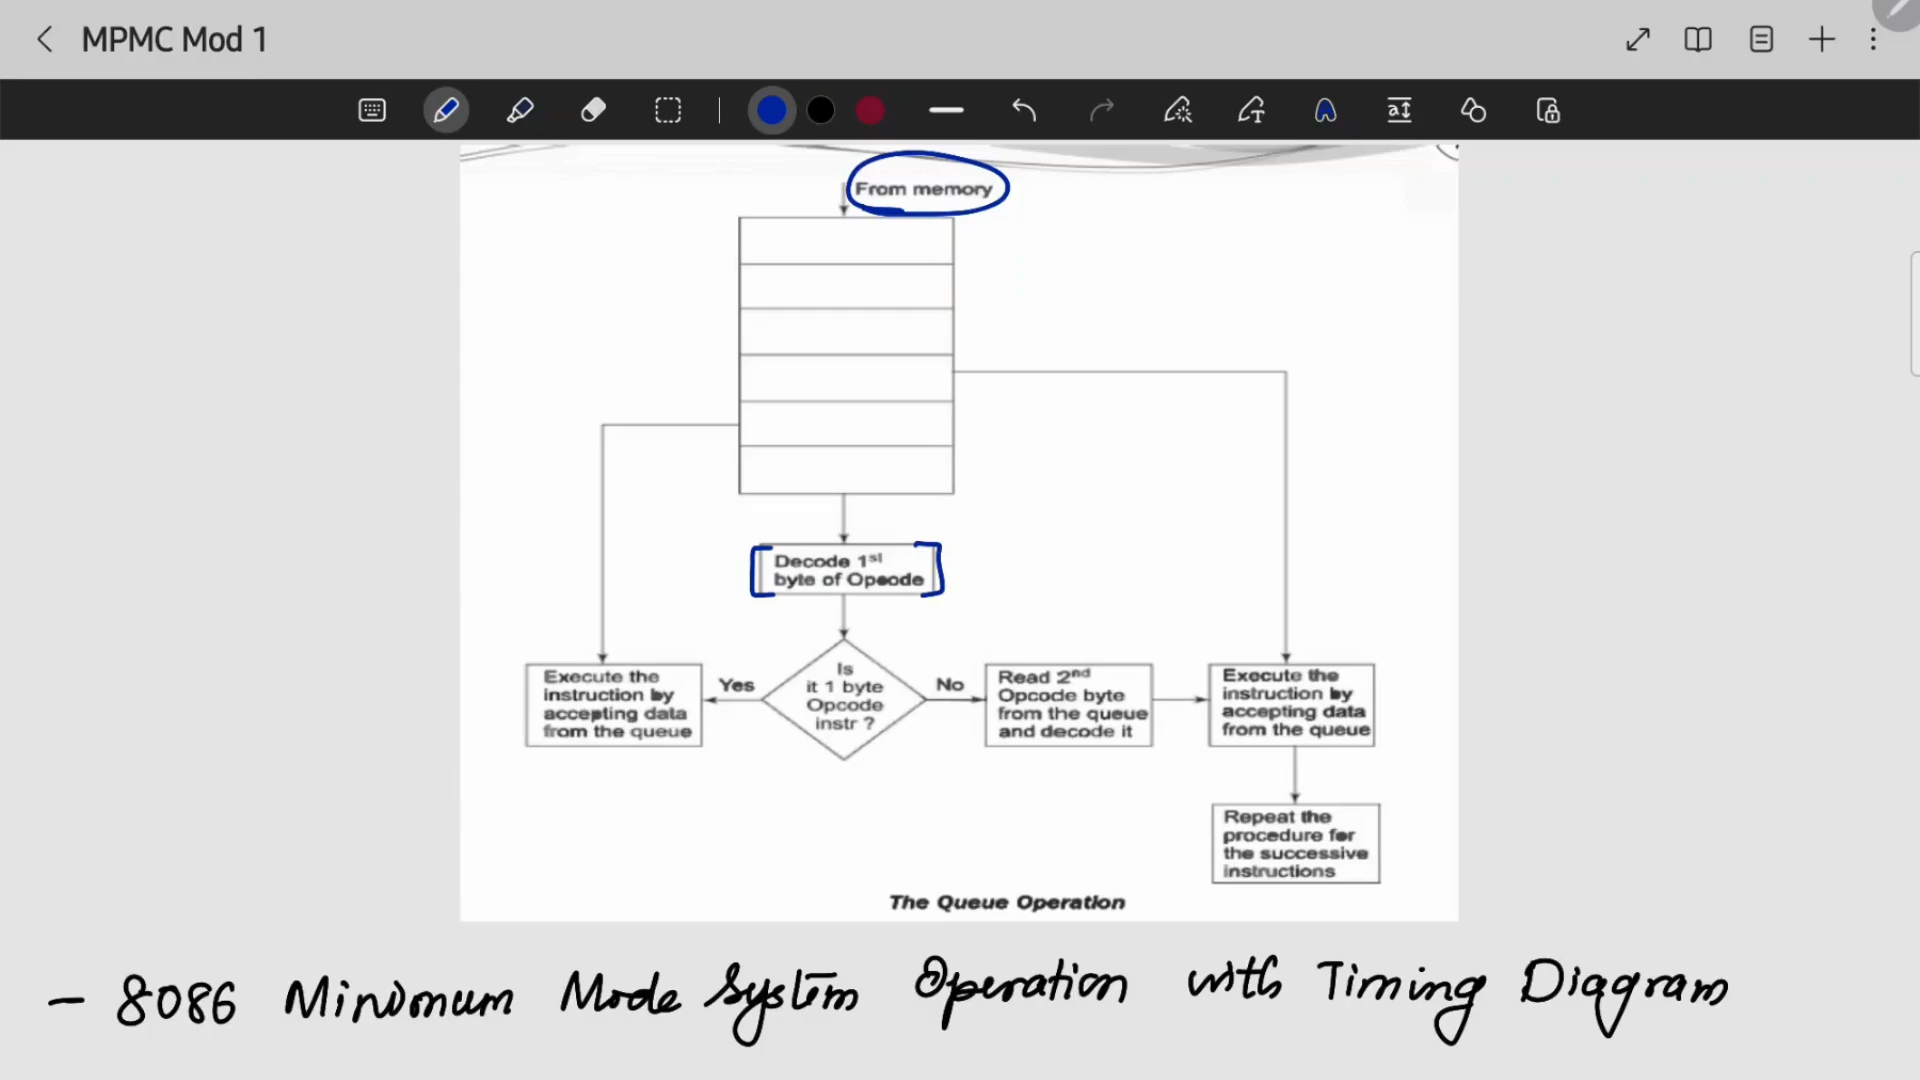 MPMC Mod 1
From memory
Decode 1st
byte of Opcode
Is
it 1 byte
Opcode
instr ?
Yes
No
Execute the
instruction by
accepting data
from the queue
Read 2nd
Opcode byte
from the queue
and decode it
Execute the
instruction by
accepting data
from the queue
Repeat the
procedure for
the successive
instructions
The Queue Operation
- 8086 Minimum Mode System Operation with Timing Diagram